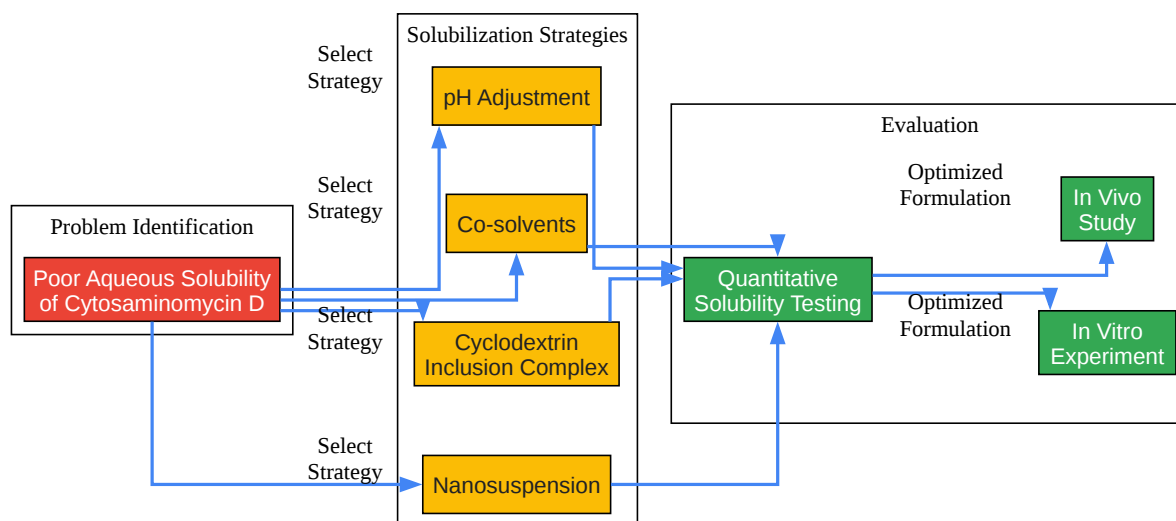 Problem Identification
Poor Aqueous Solubility
of Cytosaminomycin D
Select
Strategy
Select
Strategy
Select
Strategy
Select
Strategy
Solubilization Strategies
pH Adjustment
Co-solvents
Cyclodextrin
Inclusion Complex
Nanosuspension
Evaluation
Quantitative
Solubility Testing
Optimized
Formulation
Optimized
Formulation
In Vivo
Study
In Vitro
Experiment